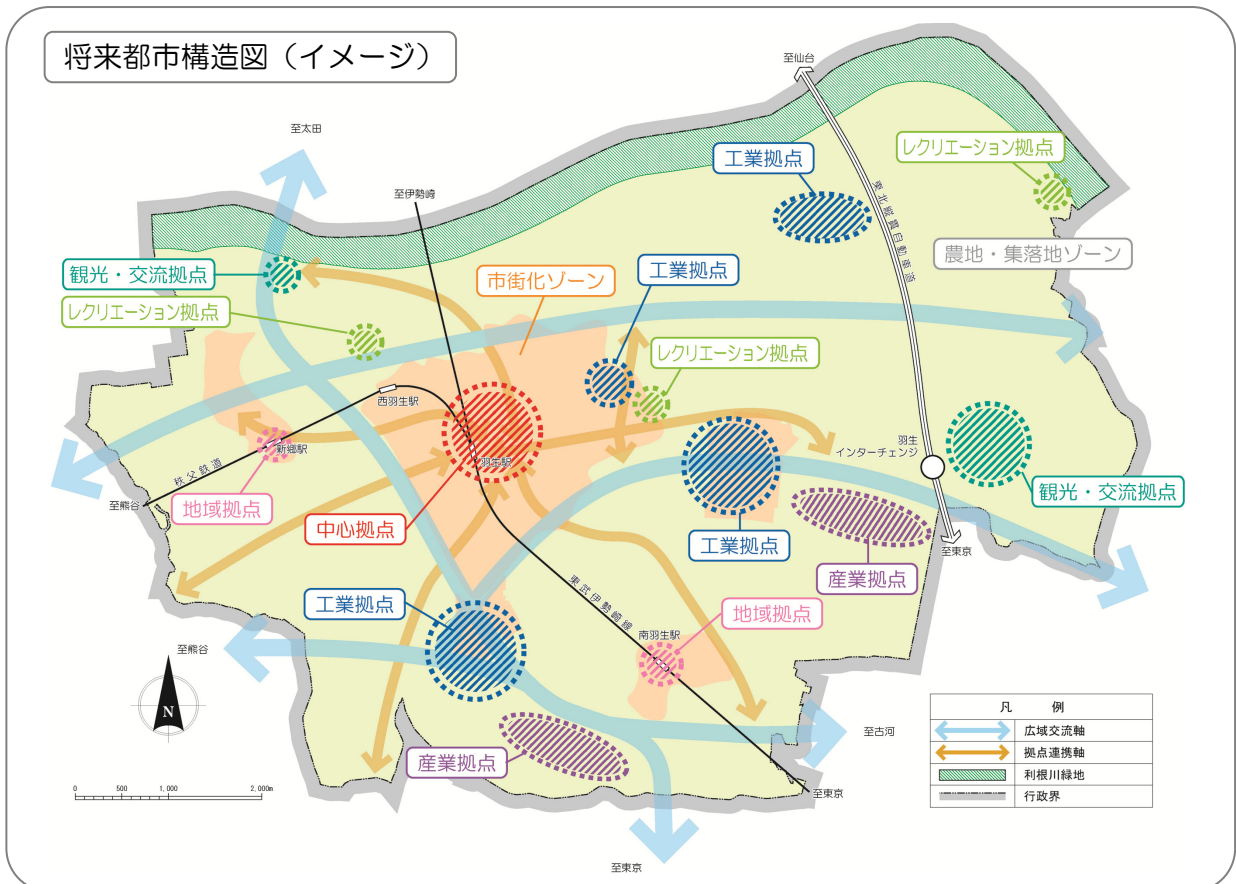 将来都市構造図（イメージ）
至仙台
至太田
工業拠点
レクリエーション拠点
至伊勢崎
東北縦貫自動車道
農地・集落地ゾーン
観光・交流拠点
市街化ゾーン
工業拠点
レクリエーション拠点
レクリエーション拠点
西羽生駅
羽生
インターチェンジ
新郷駅
羽生駅
秩父鉄道
至熊谷
地域拠点
中心拠点
工業拠点
観光・交流拠点
至東京
産業拠点
東武伊勢崎線
工業拠点
地域拠点
南羽生駅
至熊谷
N
産業拠点
至古河
至東京
至東京
0 500 1,000 2,000m
凡 例
広域交流軸
拠点連携軸
利根川緑地
行政界